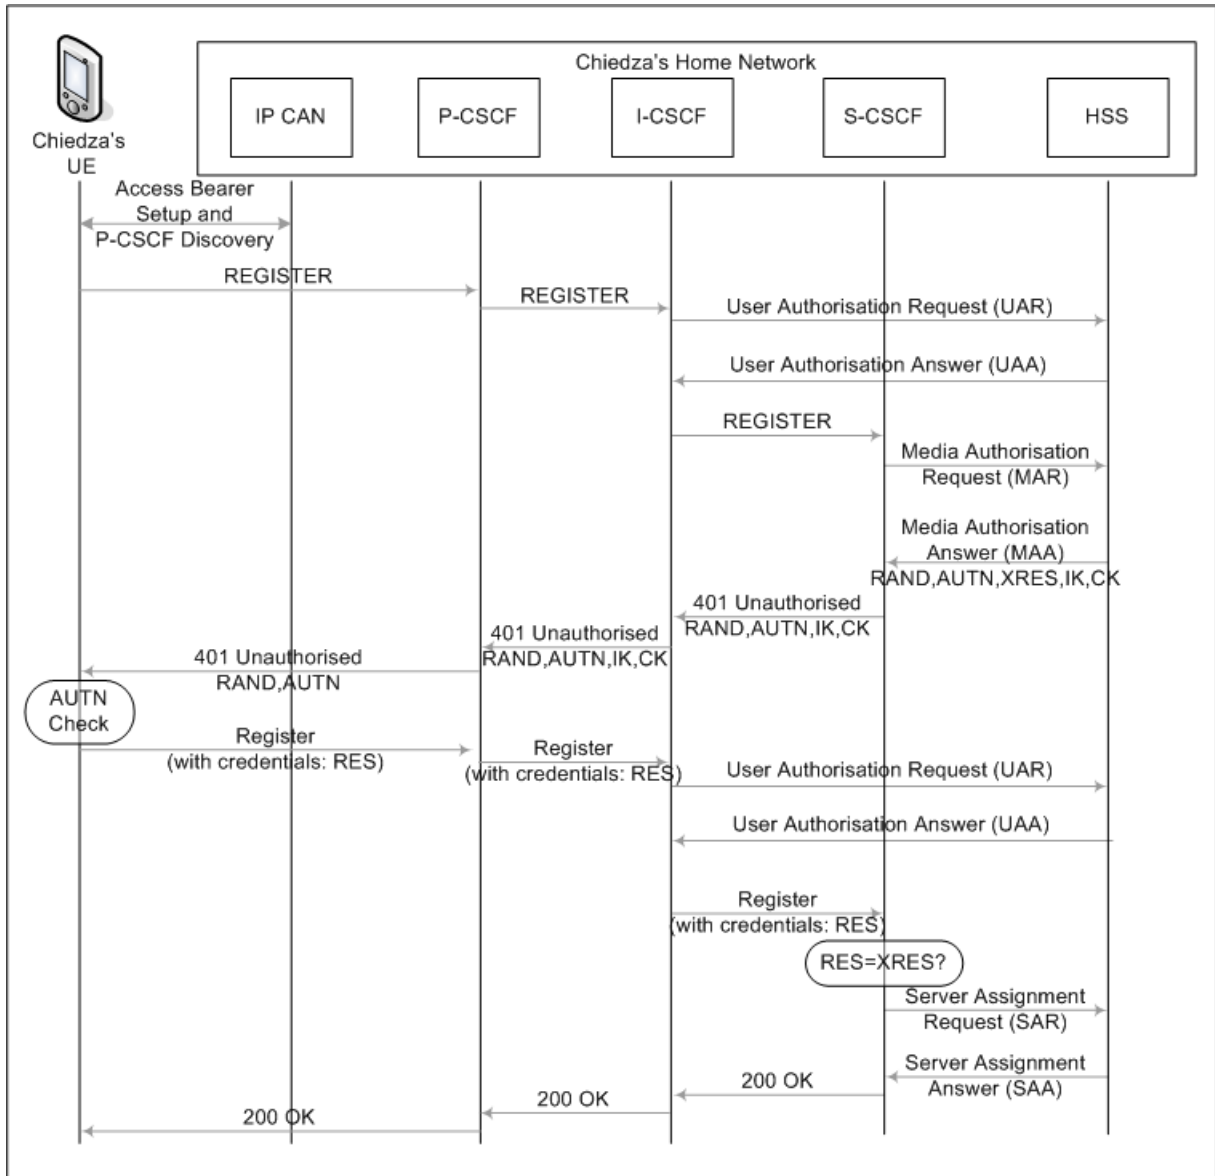 Chiedza's Home Network
IP CAN
P-CSCF
I-CSCF
S-CSCF
HSS
Chiedza's
UE
Access Bearer
Setup and
P-CSCF Discovery
REGISTER
REGISTER
User Authorisation Request (UAR)
User Authorisation Answer (UAA)
REGISTER
Media Authorisation
Request (MAR)
Media Authorisation
Answer (MAA)
RAND,AUTN,XRES,IK,CK
401 Unauthorised
RAND,AUTN,IK,CK
401 Unauthorised
RAND,AUTN,IK,CK
401 Unauthorised
RAND,AUTN
AUTN
Check
Register
(with credentials: RES)
Register
(with credentials: RES)
User Authorisation Request (UAR)
User Authorisation Answer (UAA)
Register
(with credentials: RES)
RES=XRES?
Server Assignment
Request (SAR)
Server Assignment
Answer (SAA)
200 OK
200 OK
200 OK